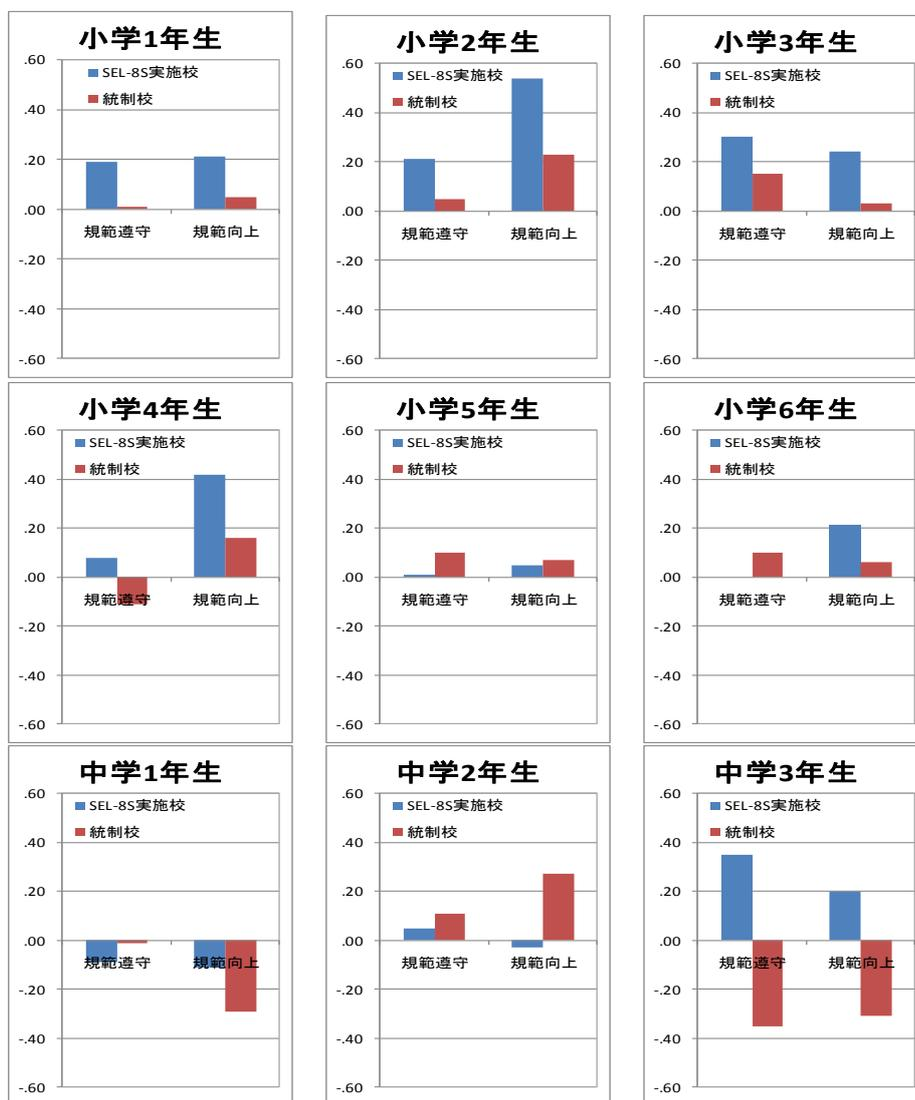 小学1年生
.60
SEL-8S実施校
.40
統制校
.20
.00
規範遵守 規範向上
-.20
-.40
-.60
小学2年生
.60
SEL-8S実施校
.40
統制校
.20
.00
規範遵守 規範向上
-.20
-.40
-.60
小学3年生
.60
SEL-8S実施校
.40
統制校
.20
.00
規範遵守 規範向上
-.20
-.40
-.60
小学4年生
.60
SEL-8S実施校
統制校
.40
.20
.00
規範遵守 規範向上
-.20
-.40
-.60
小学5年生
.60
SEL-8S実施校
統制校
.40
.20
.00
規範遵守 規範向上
-.20
-.40
-.60
小学6年生
.60
SEL-8S実施校
統制校
.40
.20
.00
規範遵守 規範向上
-.20
-.40
-.60
中学1年生
.60
SEL-8S実施校
統制校
.40
.20
.00
規範遵守 規範向上
-.20
-.40
-.60
中学2年生
.60
SEL-8S実施校
統制校
.40
.20
.00
規範遵守 規範向上
-.20
-.40
-.60
中学3年生
.60
SEL-8S実施校
統制校
.40
.20
.00
規範遵守 規範向上
-.20
-.40
-.60